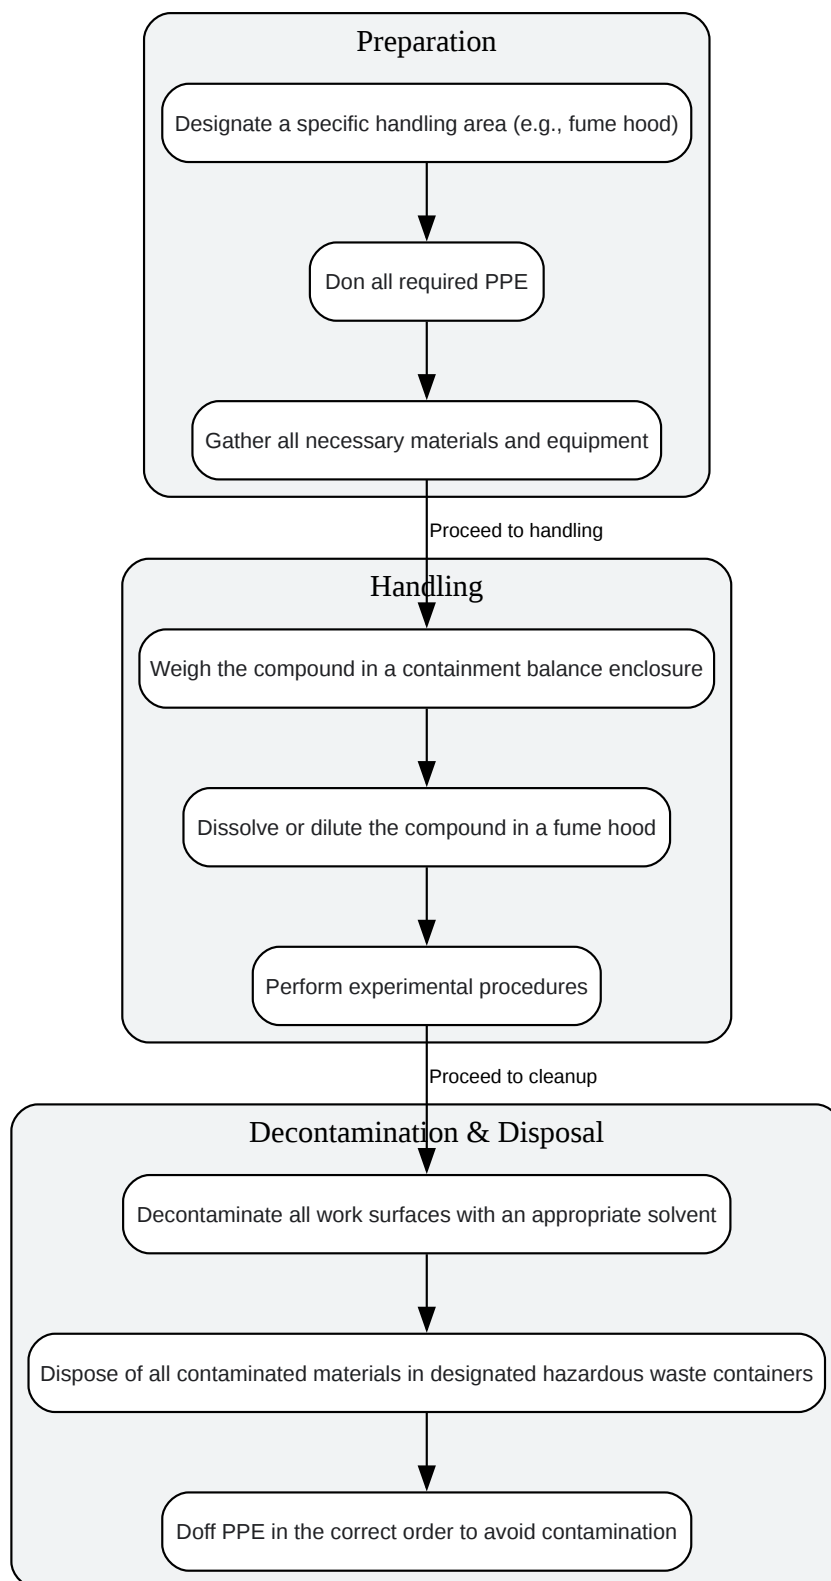 Preparation
Designate a specific handling area (e.g., fume hood)
Don all required PPE
Gather all necessary materials and equipment
Proceed to handling
Handling
Weigh the compound in a containment balance enclosure
Dissolve or dilute the compound in a fume hood
Perform experimental procedures
Proceed to cleanup
Decontamination & Disposal
Decontaminate all work surfaces with an appropriate solvent
Dispose of all contaminated materials in designated hazardous waste containers
Doff PPE in the correct order to avoid contamination